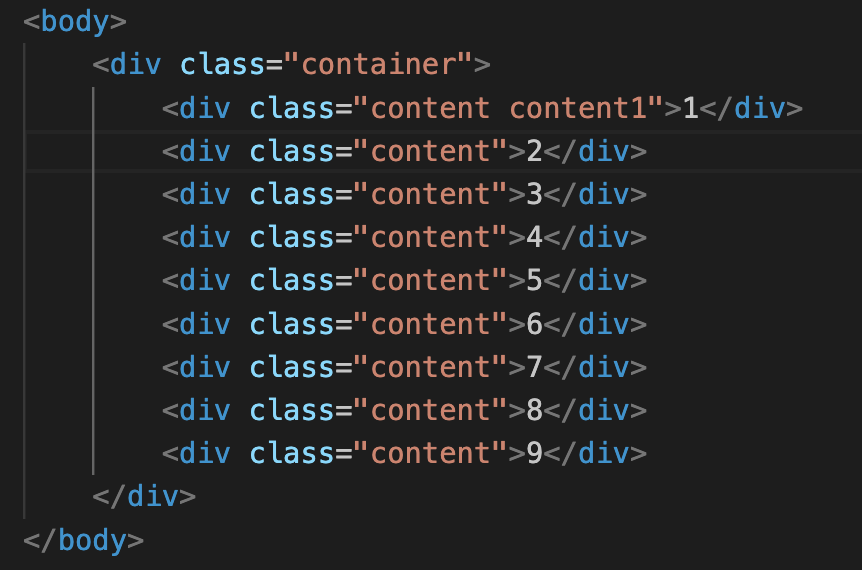 <body>
<div class="container">
<div class="content content1">1</div>
<div class="content">2</div>
<div class="content">3</div>
<div class="content">4</div>
<div class="content">5</div>
<div class="content">6</div>
<div class="content">7</div>
<div class="content">8</div>
<div class="content">9</div>
</div>
</body>